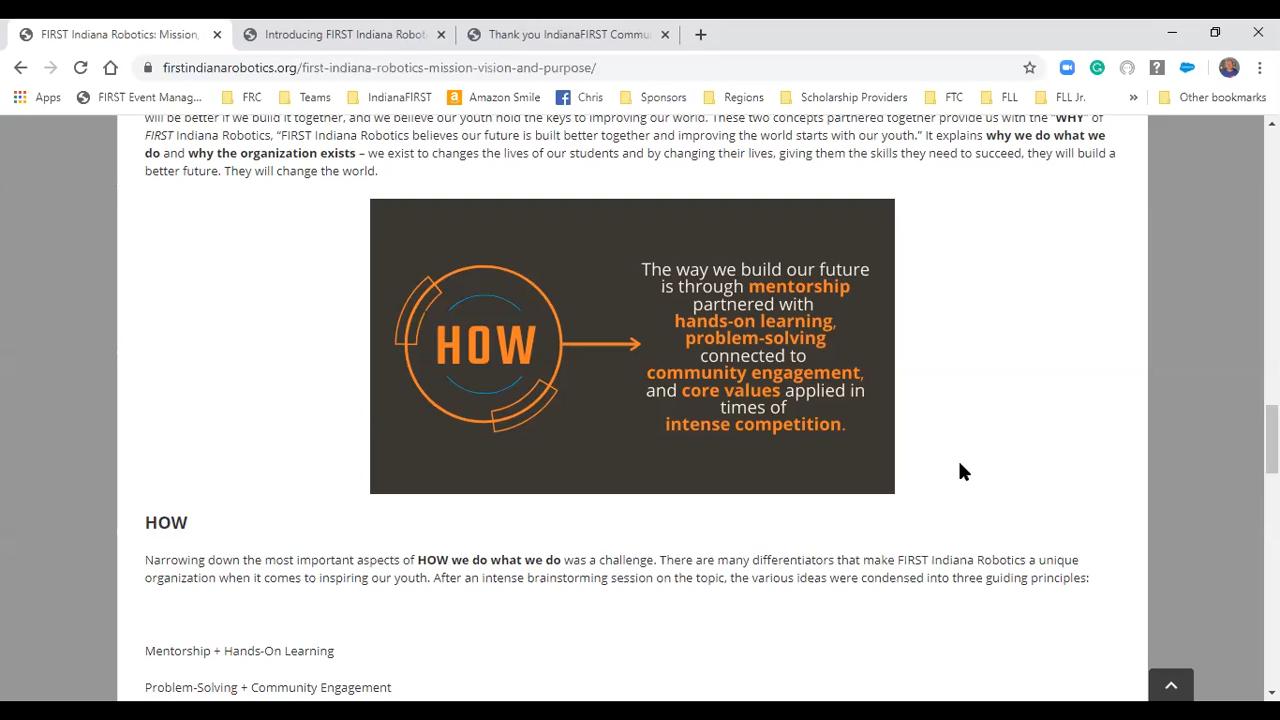 FIRST Indiana Robotics: Mission,
Introducing FIRST Indiana Robot
Thank you IndianaFIRST Commu
firstindianarobotics.org/first-indiana-robotics-mission-vision-and-purpose/
Apps
FIRST Event Manag...
FRC
Teams
IndianaFIRST
Amazon Smile
Chris
Sponsors
Regions
Scholarship Providers
FTC
FLL
FLL Jr.
Other bookmarks
will be better if we build it together, and we believe our youth hold the keys to improving our world. These two concepts partnered together provide us with the "WHY" of
FIRST Indiana Robotics, "FIRST Indiana Robotics believes our future is built better together and improving the world starts with our youth." It explains why we do what we
do and why the organization exists – we exist to changes the lives of our students and by changing their lives, giving them the skills they need to succeed, they will build a
better future. They will change the world.
HOW
The way we build our future
is through mentorship
partnered with
hands-on learning,
problem-solving
connected to
community engagement,
and core values applied in
times of
intense competition.
HOW
Narrowing down the most important aspects of HOW we do what we do was a challenge. There are many differentiators that make FIRST Indiana Robotics a unique
organization when it comes to inspiring our youth. After an intense brainstorming session on the topic, the various ideas were condensed into three guiding principles:
Mentorship + Hands-On Learning
Problem-Solving + Community Engagement